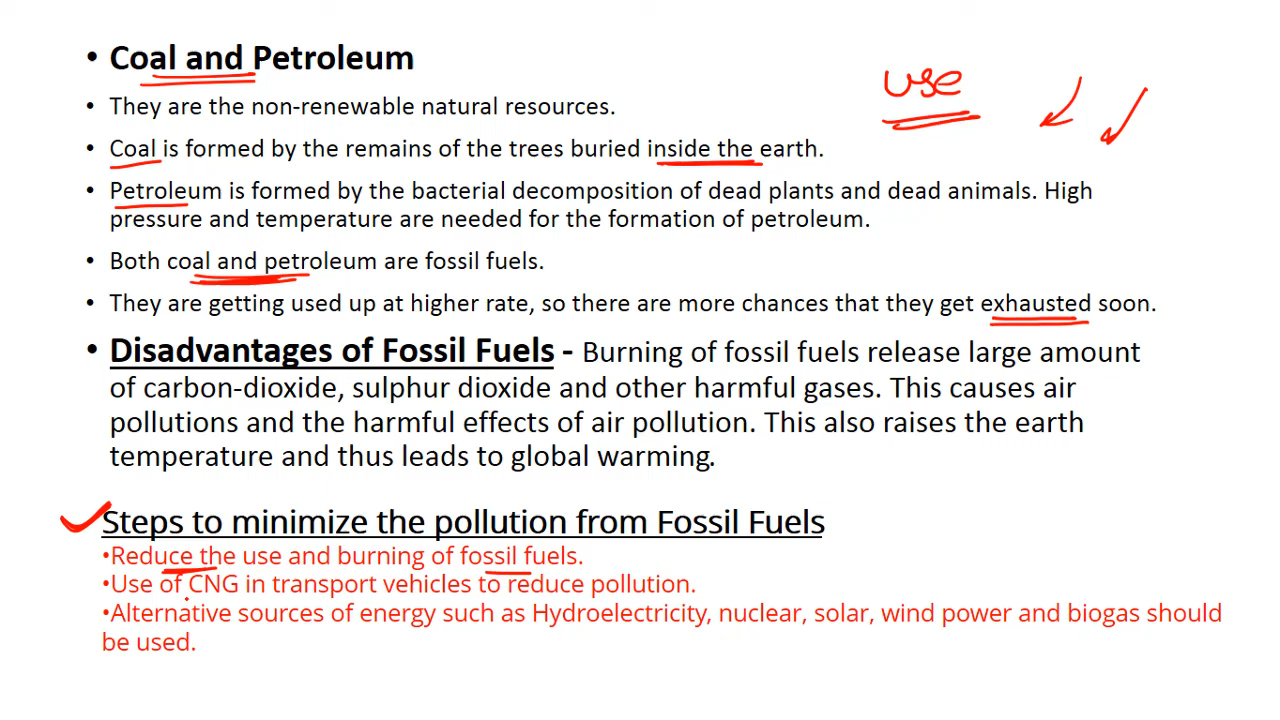 • Coal and Petroleum
use
• They are the non-renewable natural resources.
• Coal is formed by the remains of the trees buried inside the earth.
• Petroleum is formed by the bacterial decomposition of dead plants and dead animals. High
pressure and temperature are needed for the formation of petroleum.
• Both coal and petroleum are fossil fuels.
• They are getting used up at higher rate, so there are more chances that they get exhausted soon.
• Disadvantages of Fossil Fuels - Burning of fossil fuels release large amount
of carbon-dioxide, sulphur dioxide and other harmful gases. This causes air
pollutions and the harmful effects of air pollution. This also raises the earth
temperature and thus leads to global warming.
Steps to minimize the pollution from Fossil Fuels
•Reduce the use and burning of fossil fuels.
•Use of CNG in transport vehicles to reduce pollution.
•Alternative sources of energy such as Hydroelectricity, nuclear, solar, wind power and biogas should
be used.